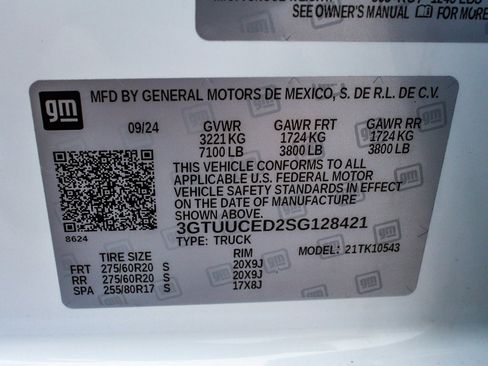 SEE OWNER'S MANUAL FOR MORE
gm
MFD BY GENERAL MOTORS DE MEXICO, S. DE R.L. DE C.V.
09/24 GVWR GAWR FRT GAWR RR
3221 KG 1724 KG 1724 KG
7100 LB 3800 LB 3800 LB
THIS VEHICLE CONFORMS TO ALL
APPLICABLE U.S. FEDERAL MOTOR
VEHICLE SAFETY STANDARDS IN EFFECT
ON THE DATE OF MANUFACTURE
SHOWN ABOVE.
8624 3GTUUCED2SG128421
TYPE: TRUCK MODEL: 21TK10543
TIRE SIZE RIM
FRT 275/60R20 S 20X9J
RR 275/60R20 S 20X9J
SPA 255/80R17 S 17X8J